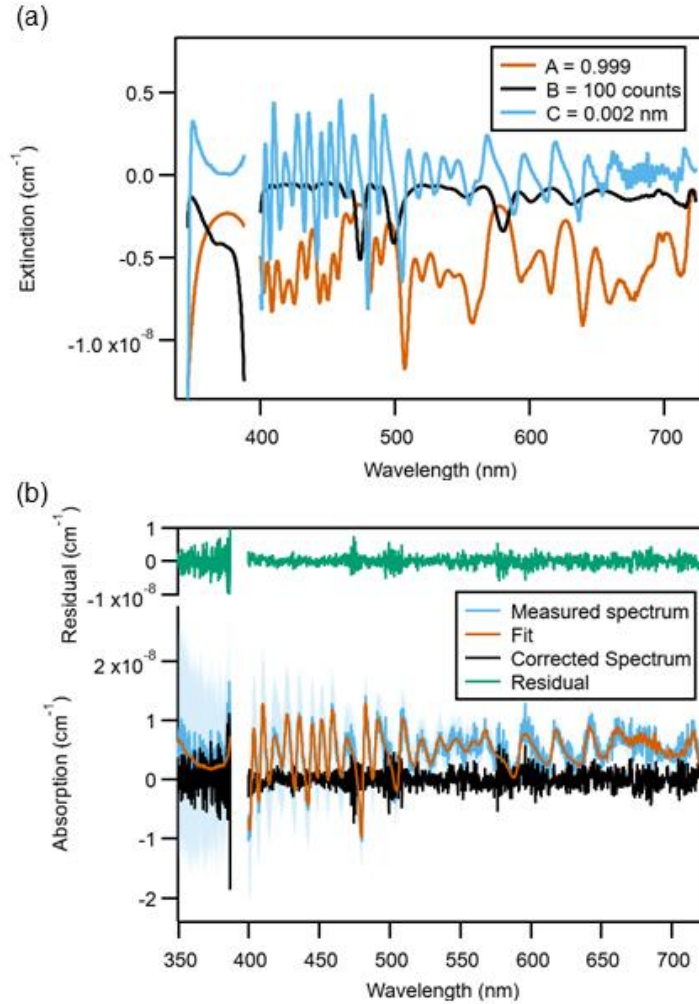 (a)
A = 0.999
B = 100 counts
C = 0.002 nm
0.5
0.0
-0.5
-1.0 x10⁻⁸
Extinction (cm⁻¹)
400
500
600
700
Wavelength (nm)
(b)
1
0
-1 x10⁻⁸
Residual (cm⁻¹)
Measured spectrum
Fit
Corrected Spectrum
Residual
2 x10⁻⁸
1
0
-1
-2
Absorption (cm⁻¹)
350
400
450
500
550
600
650
700
Wavelength (nm)